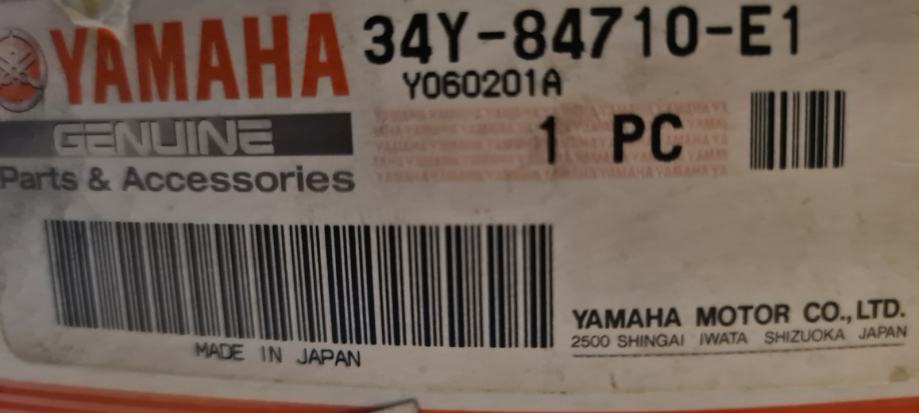 YAMAHA 34Y-84710-E1
Y060201A
GENUINE
1 PC
Parts & Accessories
MADE IN JAPAN
YAMAHA MOTOR CO., LTD.
2500 SHINGAI IWATA SHIZUOKA JAPAN